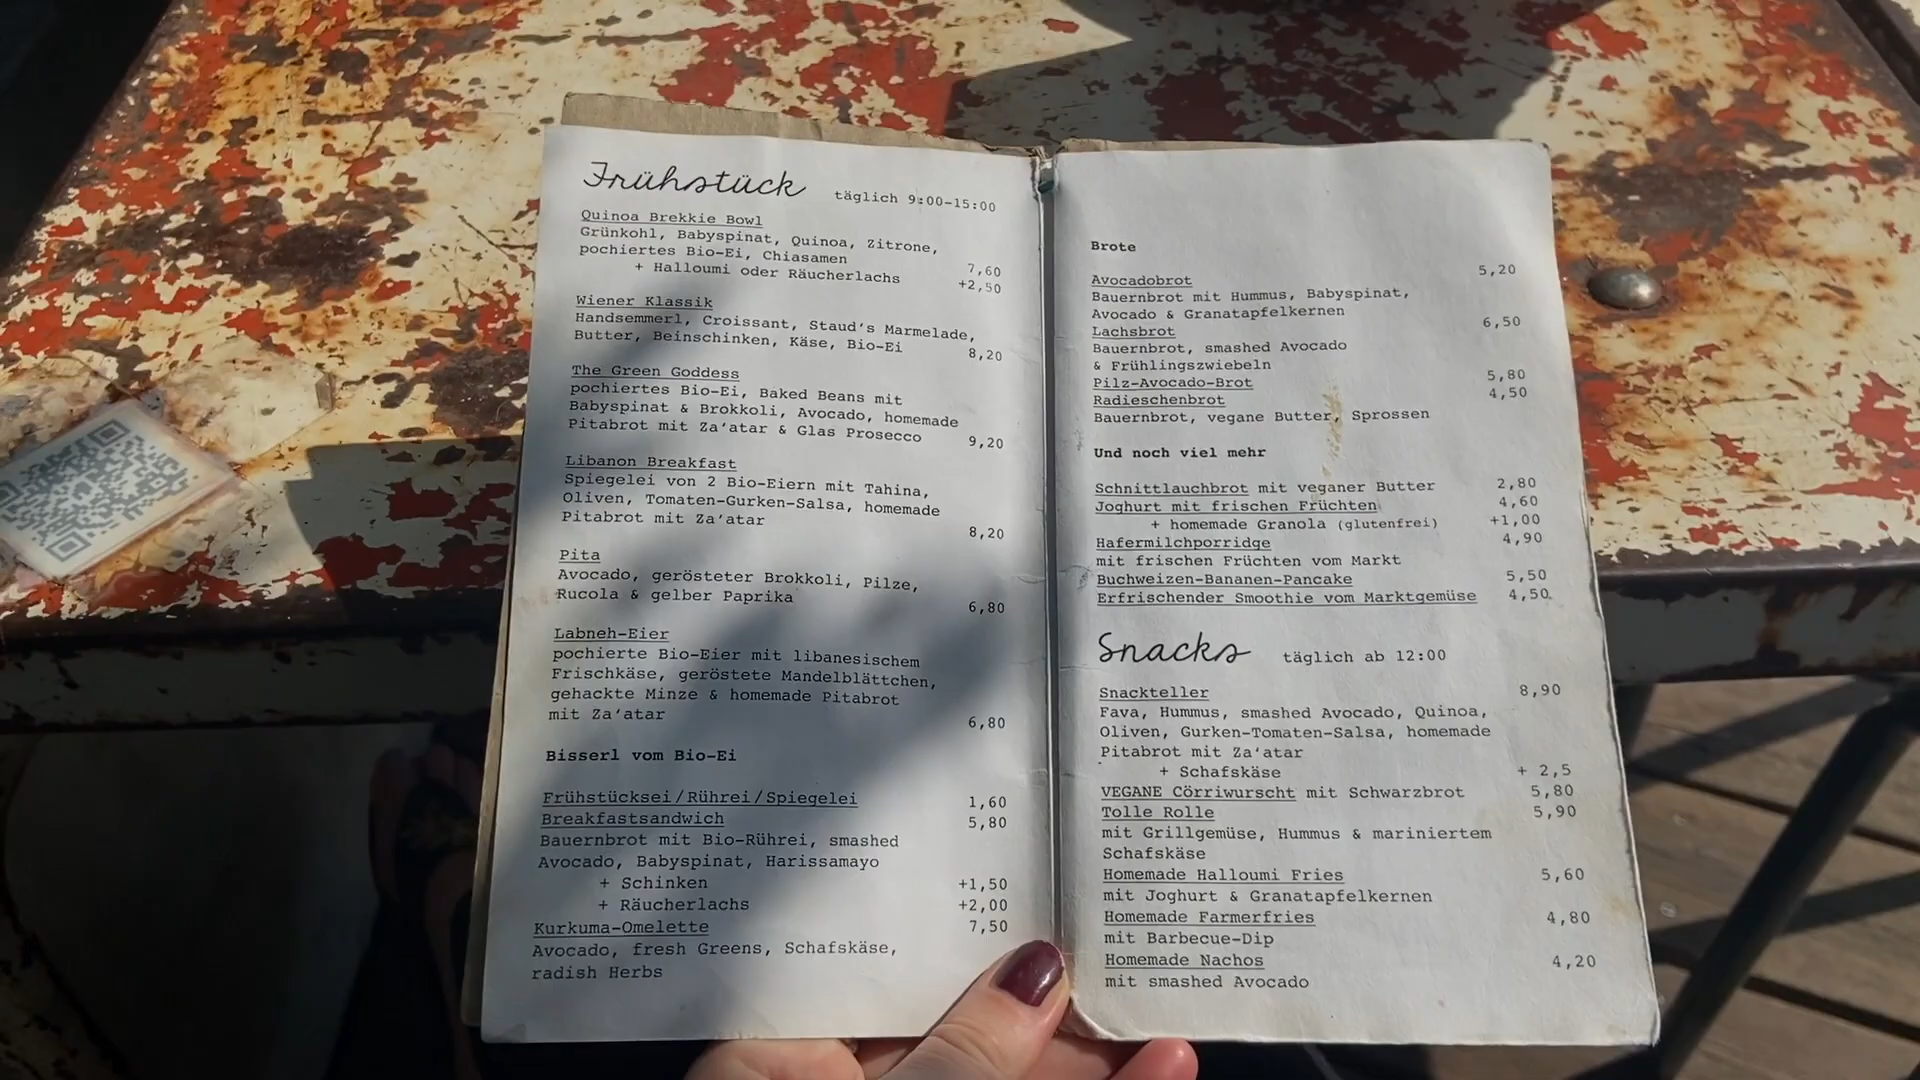 Frühstück täglich 9:00-15:00
Quinoa Brekkie Bowl
Grünkohl, Babyspinat, Quinoa, Zitrone,
pochiertes Bio-Ei, Chiasamen 7,60
+ Halloumi oder Räucherlachs +2,50
Wiener Klassik
Handsemmerl, Croissant, Staud's Marmelade,
Butter, Beinschinken, Käse, Bio-Ei 8,20
The Green Goddess
pochiertes Bio-Ei, Baked Beans mit
Babyspinat & Brokkoli, Avocado, homemade
Pitabrot mit Za'atar & Glas Prosecco 9,20
Libanon Breakfast
Spiegelei von 2 Bio-Eiern mit Tahina,
Oliven, Tomaten-Gurken-Salsa, homemade
Pitabrot mit Za'atar 8,20
Pita
Avocado, gerösteter Brokkoli, Pilze,
Rucola & gelber Paprika 6,80
Labneh-Eier
pochierte Bio-Eier mit libanesischem
Frischkäse, geröstete Mandelblättchen,
gehackte Minze & homemade Pitabrot
mit Za'atar 6,80
Bisserl vom Bio-Ei
Frühstücksei/Rührei/Spiegelei 1,60
Breakfastsandwich 5,80
Bauernbrot mit Bio-Rührei, smashed
Avocado, Babyspinat, Harissamayo
+ Schinken +1,50
+ Räucherlachs +2,00
Kurkuma-Omelette 7,50
Avocado, fresh Greens, Schafskäse,
radish Herbs
Brote
Avocadobrot 5,20
Bauernbrot mit Hummus, Babyspinat,
Avocado & Granatapfelkernen
Lachsbrot 6,50
Bauernbrot, smashed Avocado
& Frühlingszwiebeln
Pilz-Avocado-Brot 5,80
Radieschenbrot 4,50
Bauernbrot, vegane Butter, Sprossen
Und noch viel mehr
Schnittlauchbrot mit veganer Butter 2,80
Joghurt mit frischen Früchten 4,60
+ homemade Granola (glutenfrei) +1,00
Hafermilchporridge 4,90
mit frischen Früchten vom Markt
Buchweizen-Bananen-Pancake 5,50
Erfrischender Smoothie vom Marktgemüse 4,50
Snacks täglich ab 12:00
Snackteller 8,90
Fava, Hummus, smashed Avocado, Quinoa,
Oliven, Gurken-Tomaten-Salsa, homemade
Pitabrot mit Za'atar
+ Schafskäse + 2,5
VEGANE Cörriwurscht mit Schwarzbrot 5,80
Tolle Rolle 5,90
mit Grillgemüse, Hummus & mariniertem
Schafskäse
Homemade Halloumi Fries 5,60
mit Joghurt & Granatapfelkernen
Homemade Farmerfries 4,80
mit Barbecue-Dip
Homemade Nachos 4,20
mit smashed Avocado